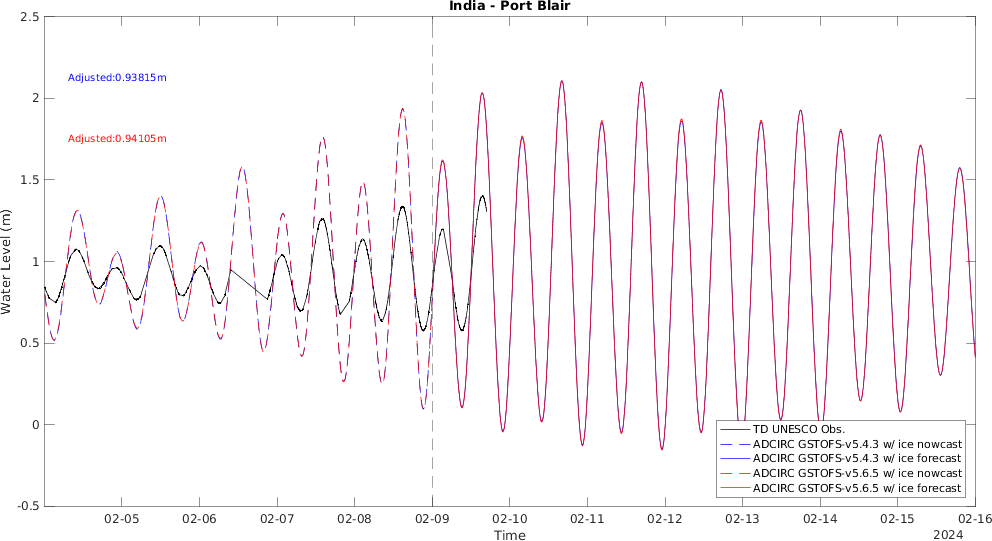 India - Port Blair
2.5
2
1.5
1
0.5
0
-0.5
Water Level (m)
Adjusted:0.93815m
Adjusted:0.94105m
TD UNESCO Obs.
ADCIRC GSTOFS-v5.4.3 w/ ice nowcast
ADCIRC GSTOFS-v5.4.3 w/ ice forecast
ADCIRC GSTOFS-v5.6.5 w/ ice nowcast
ADCIRC GSTOFS-v5.6.5 w/ ice forecast
02-05 02-06 02-07 02-08 02-09 02-10 02-11 02-12 02-13 02-14 02-15 02-16
Time
2024